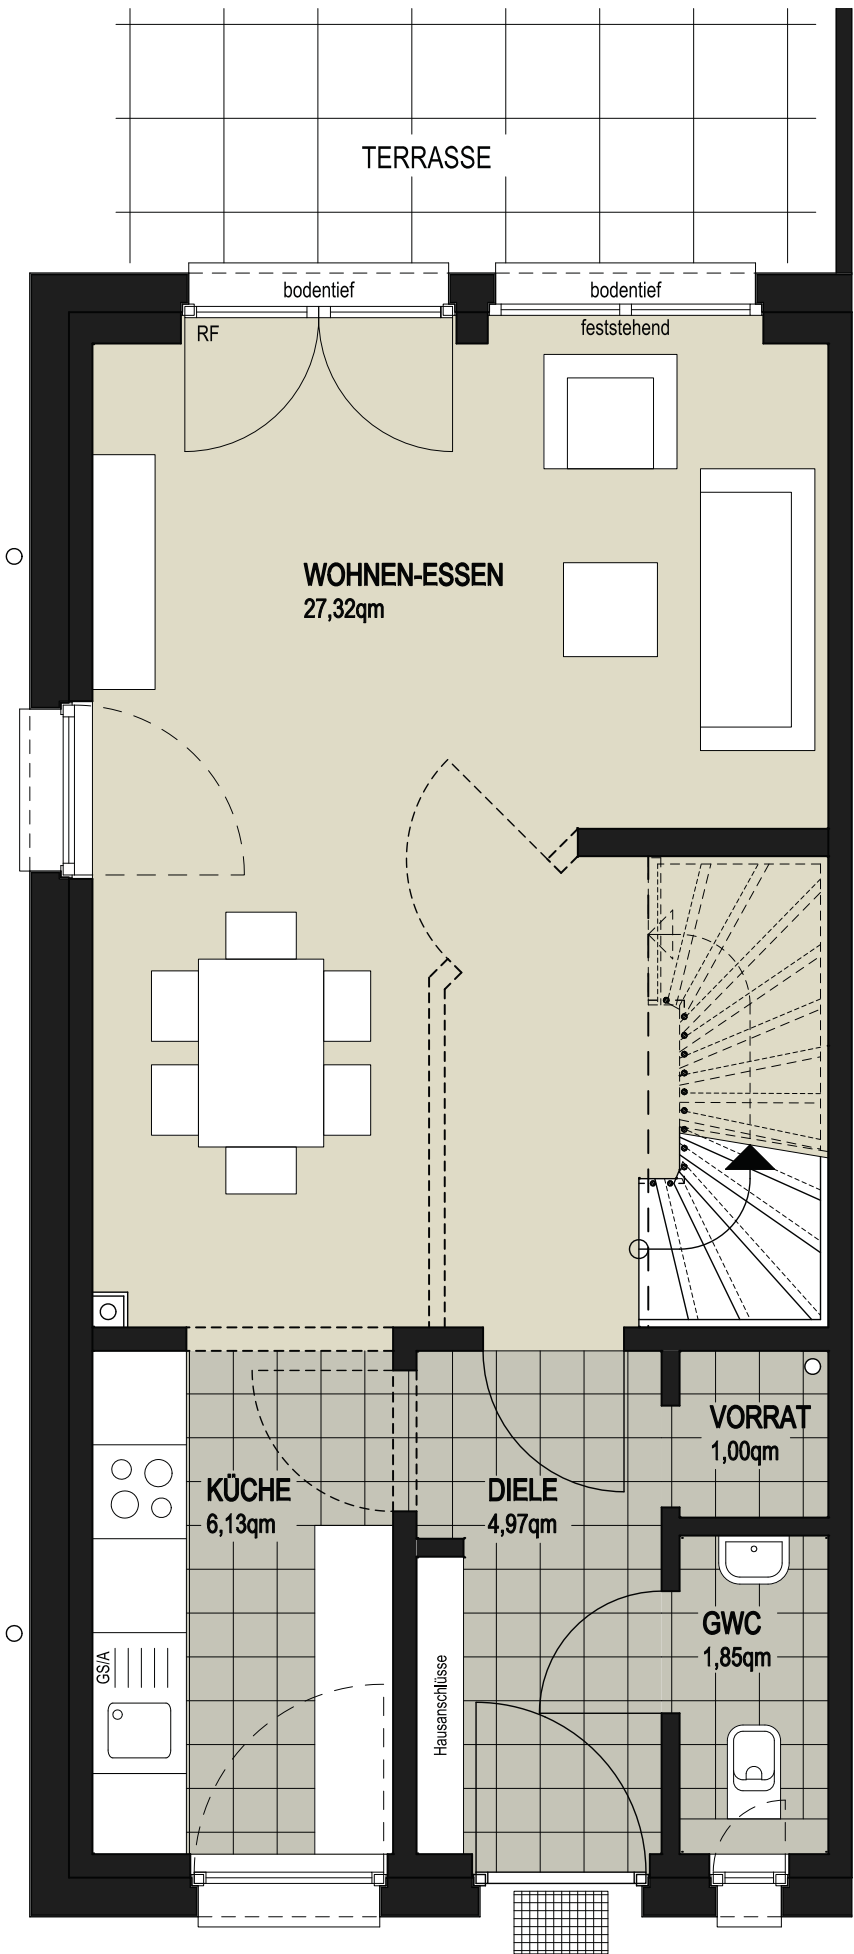 TERRASSE
bodentief
bodentief
RF
feststehend
WOHNEN-ESSEN
27,32qm
VORRAT
1,00qm
KÜCHE
6,13qm
DIELE
4,97qm
GWC
1,85qm
GS/A
Hausanschlüsse